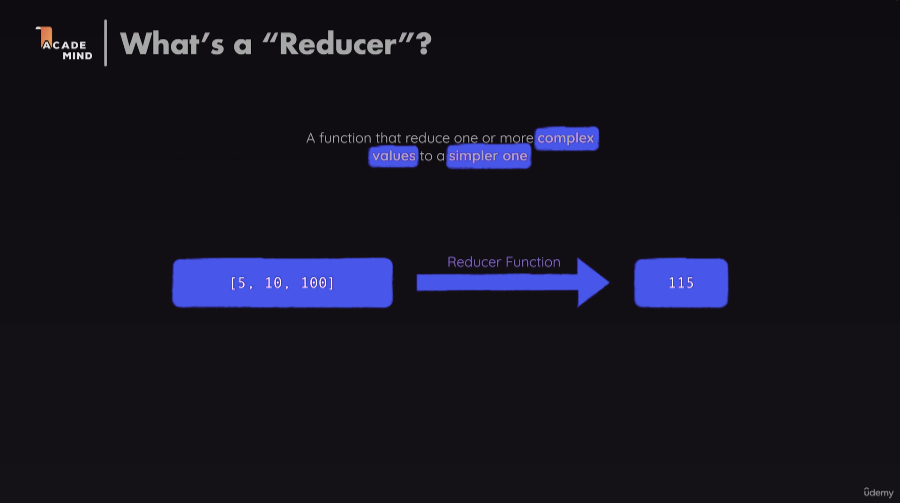 ACADE
MIND
What's a “Reducer”?
A function that reduce one or more complex
values to a simpler one
Reducer Function
[5, 10, 100]
115
ûdemy